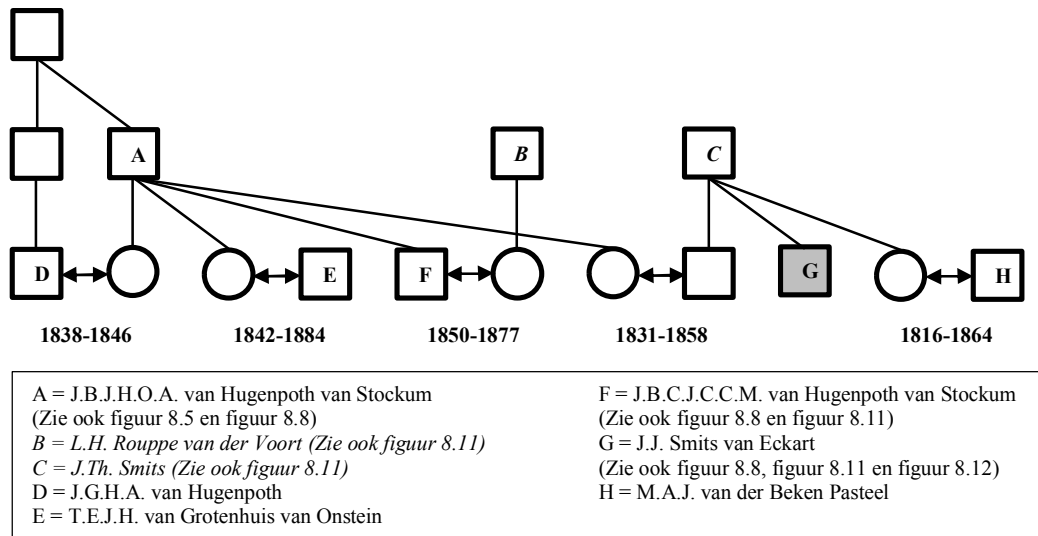 A B C
D E F G H
1838-1846 1842-1884 1850-1877 1831-1858 1816-1864
A = J.B.J.H.O.A. van Hugenpoth van Stockum
(Zie ook figuur 8.5 en figuur 8.8)
B = L.H. Rouppe van der Voort (Zie ook figuur 8.11)
C = J.Th. Smits (Zie ook figuur 8.11)
D = J.G.H.A. van Hugenpoth
E = T.E.J.H. van Grotenhuis van Onstein
F = J.B.C.J.C.C.M. van Hugenpoth van Stockum
(Zie ook figuur 8.8 en figuur 8.11)
G = J.J. Smits van Eckart
(Zie ook figuur 8.8, figuur 8.11 en figuur 8.12)
H = M.A.J. van der Beken Pasteel